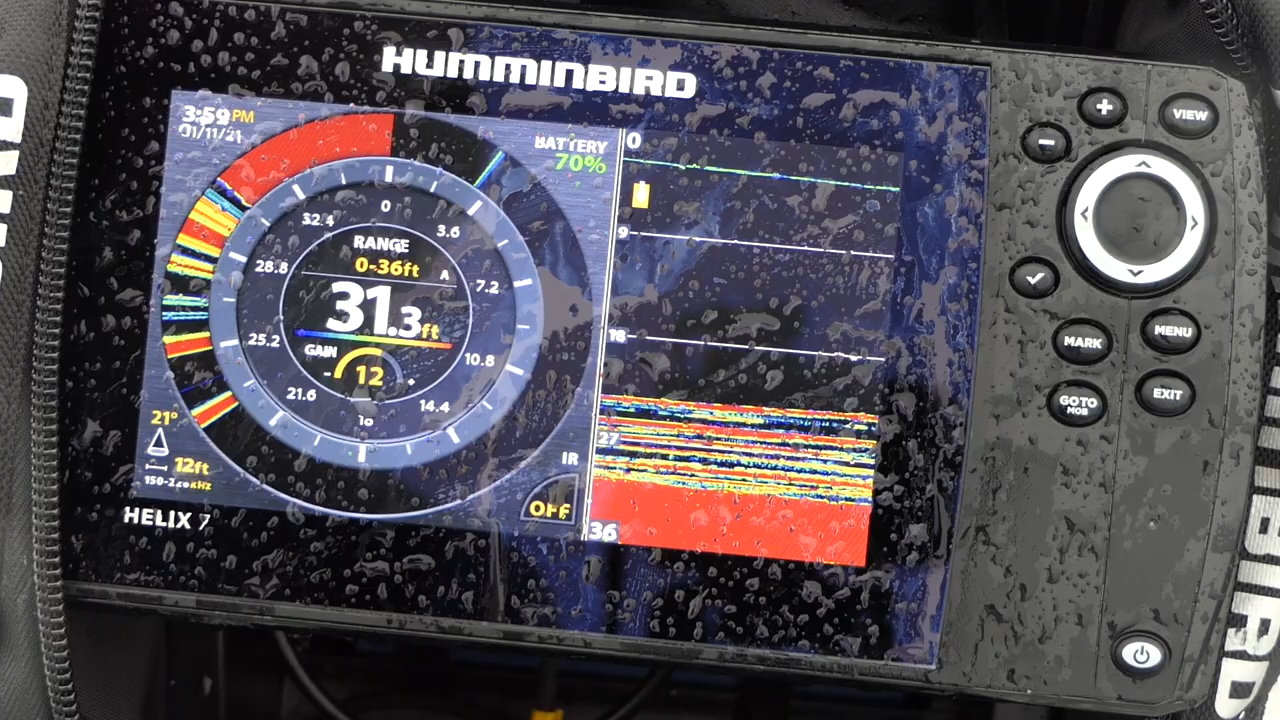 HUMMINBIRD
3:59 PM
01/11/21
BATTERY
70%
0
32.4
3.6
RANGE
0-36ft
28.8
A
7.2
31.3ft
GAIN
- 12 +
25.2
10.8
21.6
14.4
21°
12ft
IR
OFF
0
9
18
27
36
HELIX 7
+
-
VIEW
MARK
MENU
GO TO
MOB
EXIT